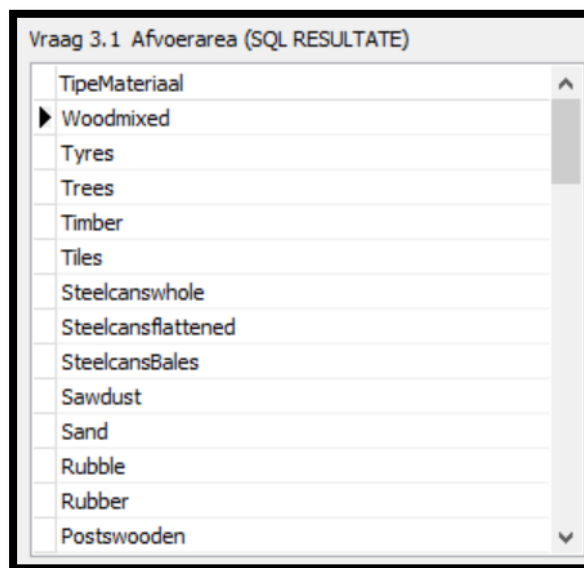 Vraag 3.1 Afvoerarea (SQL RESULTATE)
TipeMateriaal
Woodmixed
Tyres
Trees
Timber
Tiles
Steelcanswhole
Steelcansflattened
SteelcansBales
Sawdust
Sand
Rubble
Rubber
Postswooden